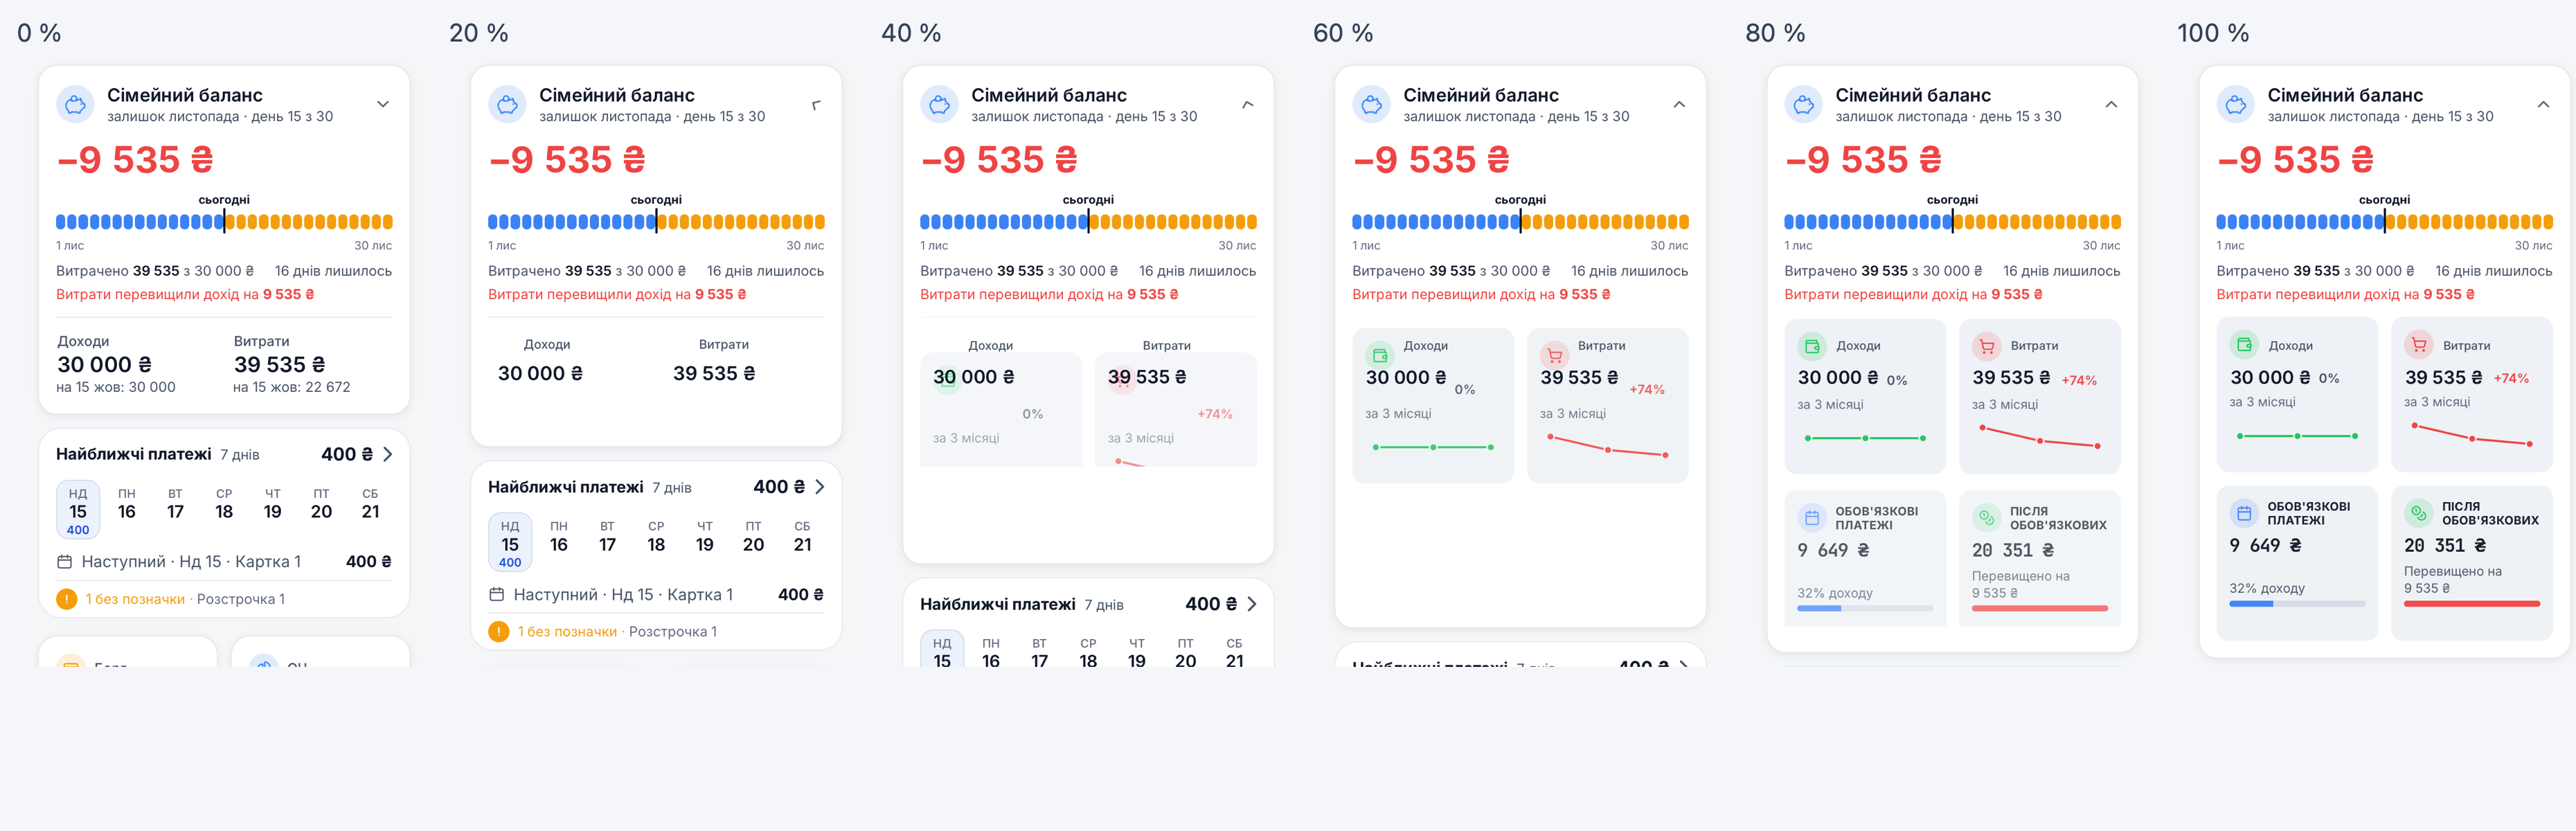 0 %
Сімейний баланс
залишок листопада · день 15 з 30
−9 535 ₴
сьогодні
1 лис 30 лис
Витрачено 39 535 з 30 000 ₴ 16 днів лишилось
Витрати перевищили дохід на 9 535 ₴
Доходи Витрати
30 000 ₴ 39 535 ₴
на 15 жов: 30 000 на 15 жов: 22 672
Найближчі платежі 7 днів 400 ₴
НД ПН ВТ СР ЧТ ПТ СБ
15 16 17 18 19 20 21
400
Наступний · Нд 15 · Картка 1 400 ₴
! 1 без позначки · Розстрочка 1
20 %
Сімейний баланс
залишок листопада · день 15 з 30
−9 535 ₴
сьогодні
1 лис 30 лис
Витрачено 39 535 з 30 000 ₴ 16 днів лишилось
Витрати перевищили дохід на 9 535 ₴
Доходи Витрати
30 000 ₴ 39 535 ₴
Найближчі платежі 7 днів 400 ₴
НД ПН ВТ СР ЧТ ПТ СБ
15 16 17 18 19 20 21
400
Наступний · Нд 15 · Картка 1 400 ₴
! 1 без позначки · Розстрочка 1
40 %
Сімейний баланс
залишок листопада · день 15 з 30
−9 535 ₴
сьогодні
1 лис 30 лис
Витрачено 39 535 з 30 000 ₴ 16 днів лишилось
Витрати перевищили дохід на 9 535 ₴
Доходи Витрати
30 000 ₴ 39 535 ₴
0% +74%
за 3 місяці за 3 місяці
Найближчі платежі 7 днів 400 ₴
НД ПН ВТ СР ЧТ ПТ СБ
15 16 17 18 19 20 21
60 %
Сімейний баланс
залишок листопада · день 15 з 30
−9 535 ₴
сьогодні
1 лис 30 лис
Витрачено 39 535 з 30 000 ₴ 16 днів лишилось
Витрати перевищили дохід на 9 535 ₴
Доходи Витрати
30 000 ₴ 39 535 ₴
0% +74%
за 3 місяці за 3 місяці
Найближчі платежі 7 днів 400 ₴
80 %
Сімейний баланс
залишок листопада · день 15 з 30
−9 535 ₴
сьогодні
1 лис 30 лис
Витрачено 39 535 з 30 000 ₴ 16 днів лишилось
Витрати перевищили дохід на 9 535 ₴
Доходи Витрати
30 000 ₴ 0% 39 535 ₴ +74%
за 3 місяці за 3 місяці
ОБОВ'ЯЗКОВІ ПІСЛЯ
ПЛАТЕЖІ ОБОВ'ЯЗКОВИХ
9 649 ₴ 20 351 ₴
Перевищено на
32% доходу 9 535 ₴
100 %
Сімейний баланс
залишок листопада · день 15 з 30
−9 535 ₴
сьогодні
1 лис 30 лис
Витрачено 39 535 з 30 000 ₴ 16 днів лишилось
Витрати перевищили дохід на 9 535 ₴
Доходи Витрати
30 000 ₴ 0% 39 535 ₴ +74%
за 3 місяці за 3 місяці
ОБОВ'ЯЗКОВІ ПІСЛЯ
ПЛАТЕЖІ ОБОВ'ЯЗКОВИХ
9 649 ₴ 20 351 ₴
Перевищено на
32% доходу 9 535 ₴